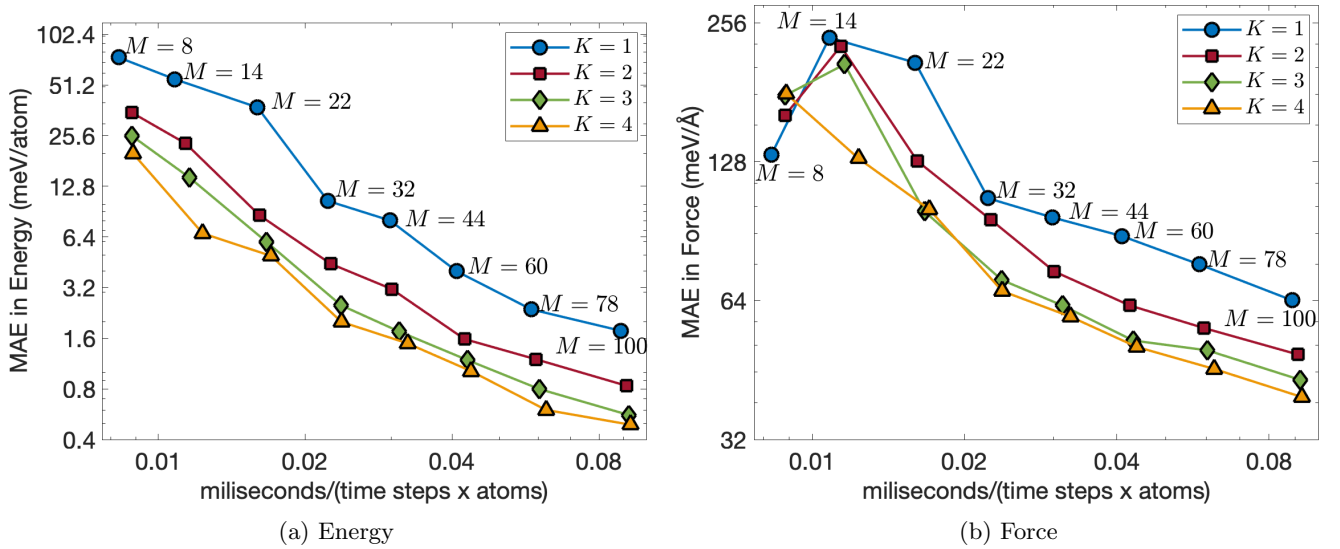 102.4
51.2
25.6
12.8
6.4
3.2
1.6
0.8
0.4
MAE in Energy (meV/atom)
M = 8
M = 14
M = 22
M = 32
M = 44
M = 60
M = 78
M = 100
K = 1
K = 2
K = 3
K = 4
0.01 0.02 0.04 0.08
miliseconds/(time steps x atoms)
(a) Energy
256
128
64
32
MAE in Force (meV/Å)
M = 14
M = 22
M = 8
M = 32
M = 44
M = 60
M = 78
M = 100
K = 1
K = 2
K = 3
K = 4
0.01 0.02 0.04 0.08
miliseconds/(time steps x atoms)
(b) Force